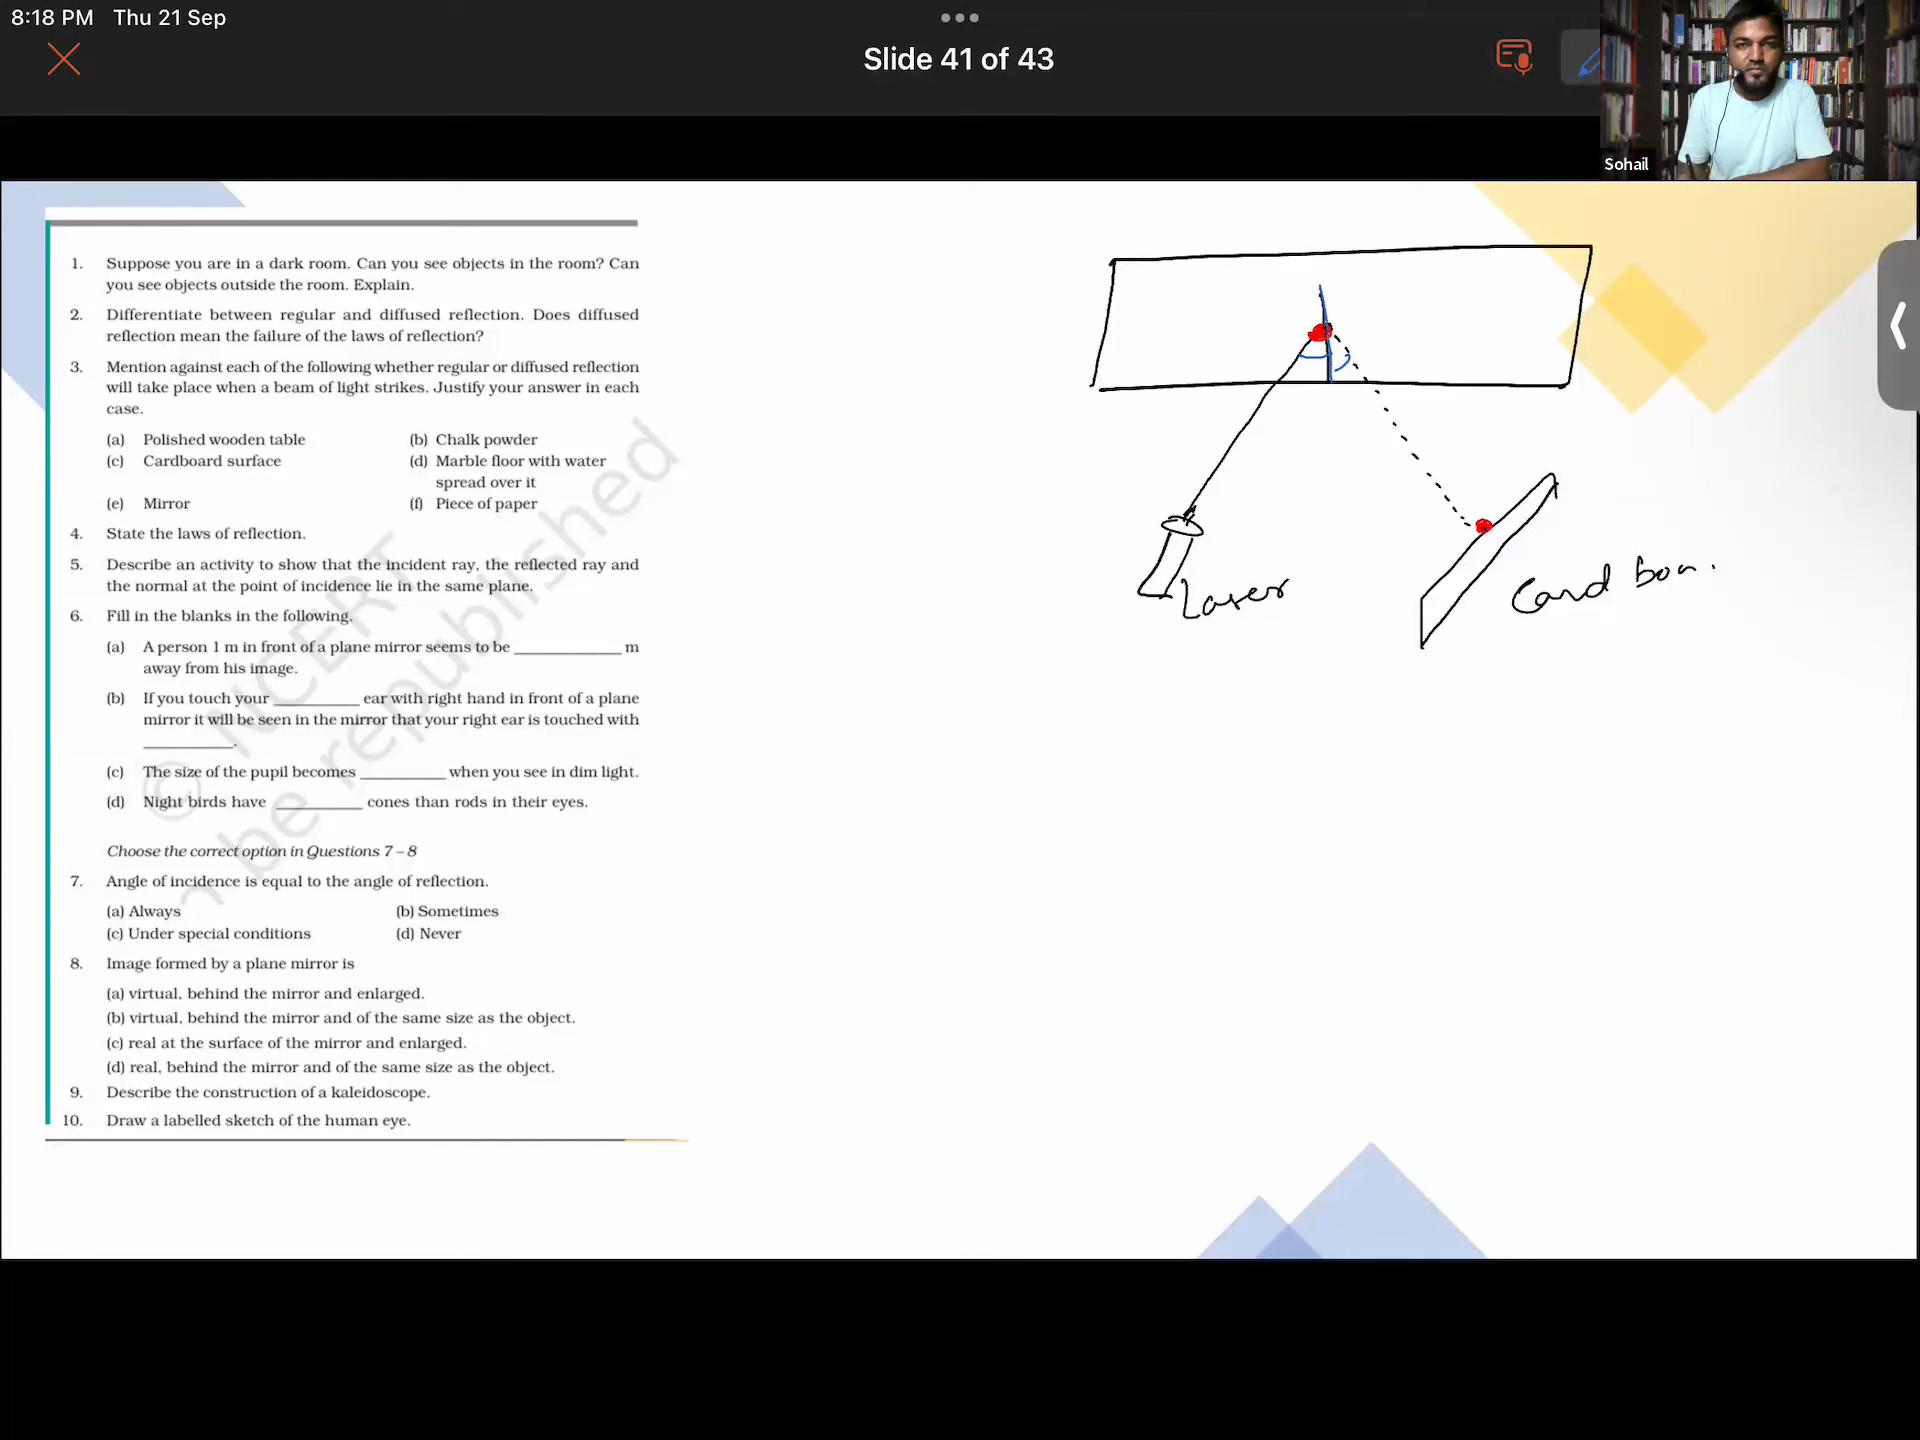 8:18 PM Thu 21 Sep
Slide 41 of 43
Sohail
1. Suppose you are in a dark room. Can you see objects in the room? Can
you see objects outside the room. Explain.
2. Differentiate between regular and diffused reflection. Does diffused
reflection mean the failure of the laws of reflection?
3. Mention against each of the following whether regular or diffused reflection
will take place when a beam of light strikes. Justify your answer in each
case.
(a) Polished wooden table (b) Chalk powder
(c) Cardboard surface (d) Marble floor with water
spread over it
(e) Mirror (f) Piece of paper
4. State the laws of reflection.
5. Describe an activity to show that the incident ray, the reflected ray and
the normal at the point of incidence lie in the same plane.
6. Fill in the blanks in the following.
(a) A person 1 m in front of a plane mirror seems to be _____________ m
away from his image.
(b) If you touch your __________ ear with right hand in front of a plane
mirror it will be seen in the mirror that your right ear is touched with
___________.
(c) The size of the pupil becomes __________ when you see in dim light.
(d) Night birds have __________ cones than rods in their eyes.
Choose the correct option in Questions 7 – 8
7. Angle of incidence is equal to the angle of reflection.
(a) Always (b) Sometimes
(c) Under special conditions (d) Never
8. Image formed by a plane mirror is
(a) virtual, behind the mirror and enlarged.
(b) virtual, behind the mirror and of the same size as the object.
(c) real at the surface of the mirror and enlarged.
(d) real, behind the mirror and of the same size as the object.
9. Describe the construction of a kaleidoscope.
10. Draw a labelled sketch of the human eye.
© NCERT
be republished
Laser
Card boa.